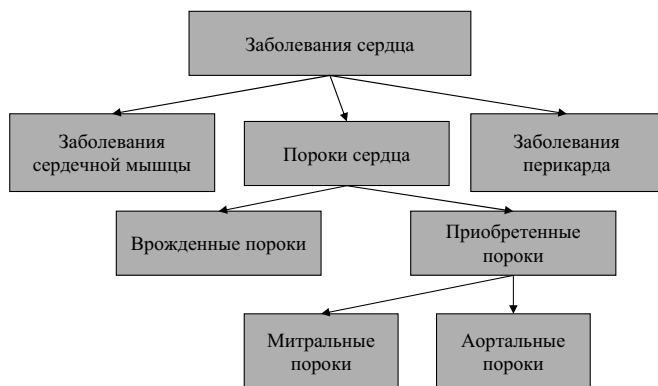 Заболевания сердца
Заболевания
сердечной мышцы
Пороки сердца
Заболевания
перикарда
Врожденные пороки
Приобретенные
пороки
Митральные
пороки
Аортальные
пороки